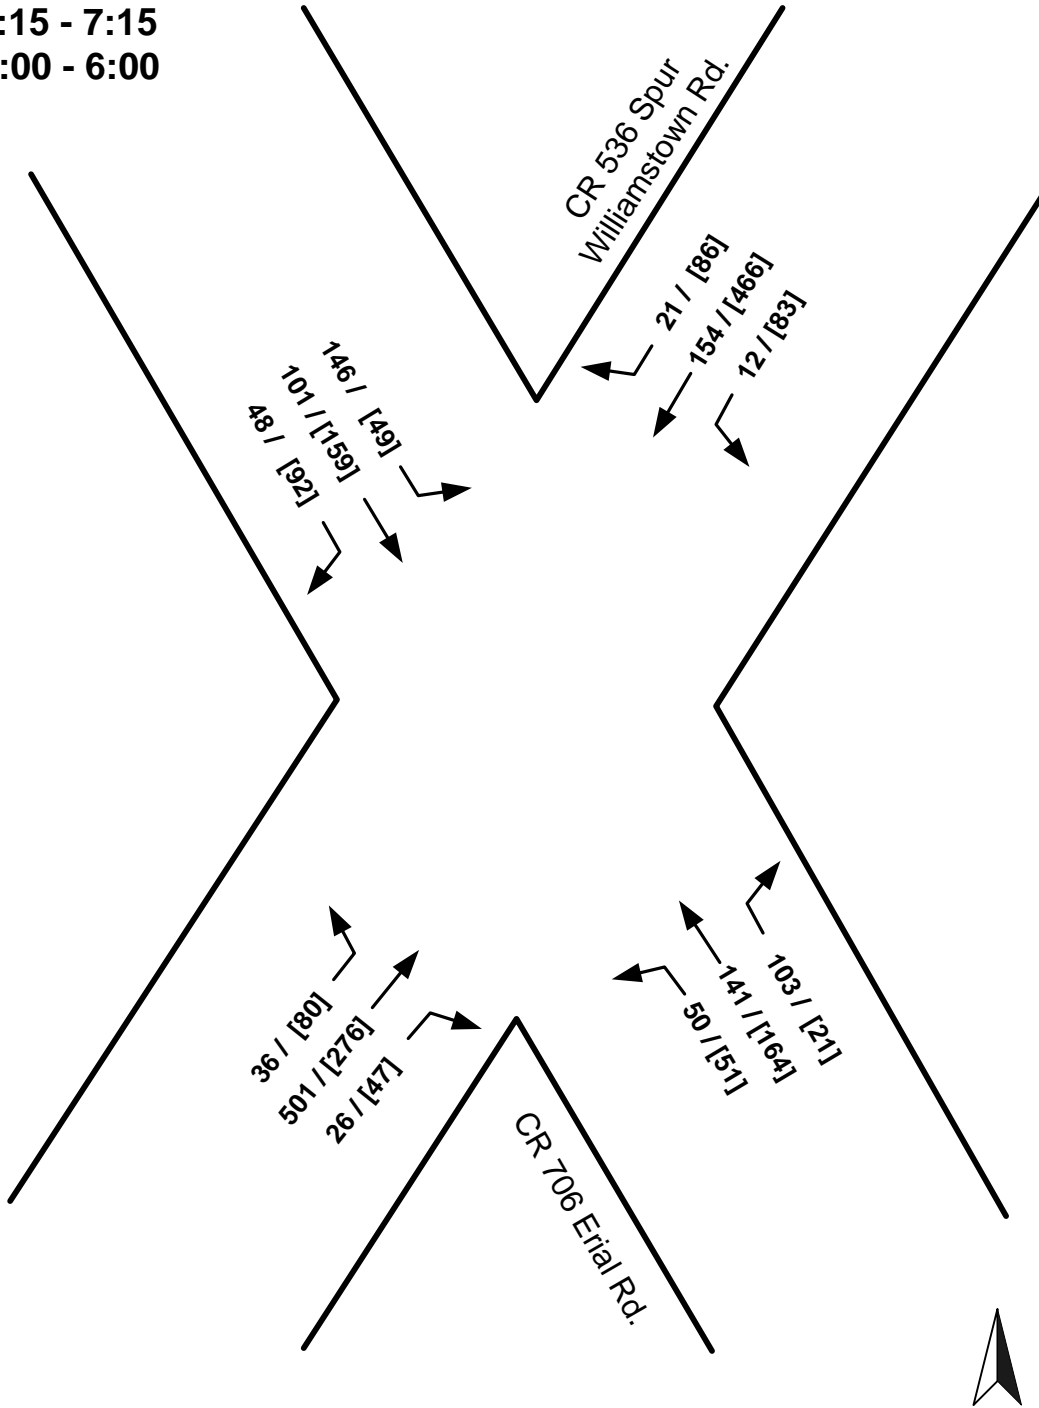 :15 - 7:15
:00 - 6:00
CR 536 Spur
Williamstown Rd.
21 / [86]
154 / [466]
12 / [83]
146 / [49]
101 / [159]
48 / [92]
36 / [80]
501 / [276]
26 / [47]
103 / [21]
141 / [164]
50 / [51]
CR 706 Erial Rd.